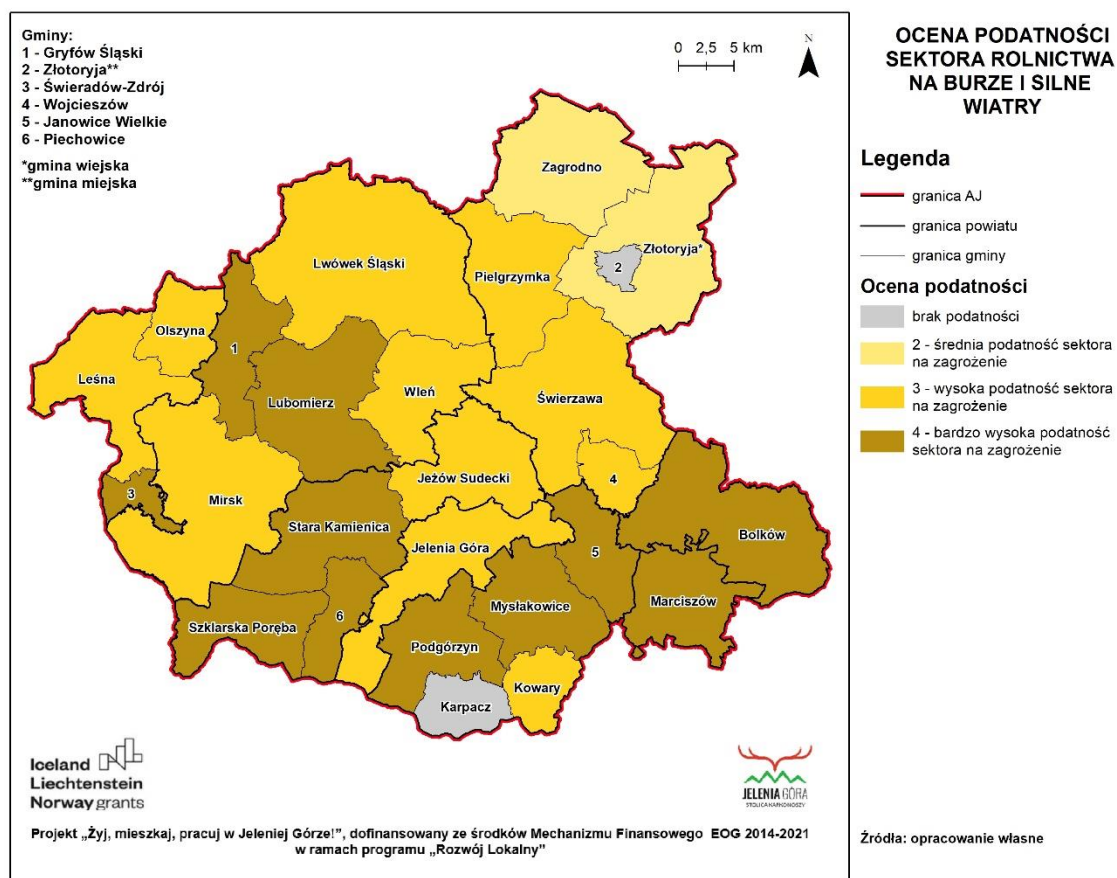 Gminy:
1 - Gryfów Śląski
2 - Złotoryja**
3 - Świeradów-Zdrój
4 - Wojcieszów
5 - Janowice Wielkie
6 - Piechowice
*gmina wiejska
**gmina miejska
0 2,5 5 km
N
OCENA PODATNOŚCI
SEKTORA ROLNICTWA
NA BURZE I SILNE
WIATRY
Legenda
granica AJ
granica powiatu
granica gminy
Ocena podatności
brak podatności
2 - średnia podatność sektora
na zagrożenie
3 - wysoka podatność sektora
na zagrożenie
4 - bardzo wysoka podatność
sektora na zagrożenie
Zagrodno
Złotoryja*
2
Lwówek Śląski
Pielgrzymka
Olszyna
1
Leśna
Lubomierz
Wleń
Świerzawa
Jeżów Sudecki
4
3
Mirsk
Stara Kamienica
Jelenia Góra
5
Bolków
Mysłakowice
Marciszów
Szklarska Poręba
6
Podgórzyn
Kowary
Karpacz
Iceland
Liechtenstein
Norway grants
JELENIA GÓRA
STOLICA KARKONOSZY
Projekt „Żyj, mieszkaj, pracuj w Jeleniej Górze!", dofinansowany ze środków Mechanizmu Finansowego EOG 2014-2021
w ramach programu „Rozwój Lokalny"
Źródła: opracowanie własne